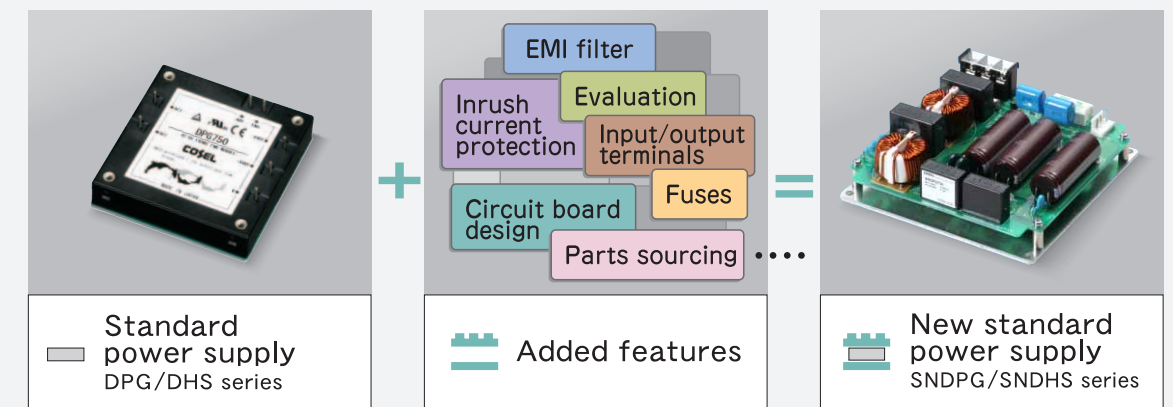 DPG750
COSEL
EMI filter
Evaluation
Inrush
current
protection
Input/output
terminals
Fuses
Circuit board
design
Parts sourcing
+
=
Standard
power supply
DPG/DHS series
Added features
New standard
power supply
SNDPG/SNDHS series